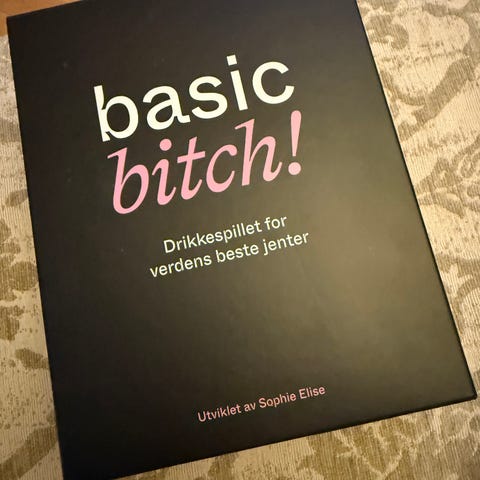 basic
bitch!
Drikkespillet for
verdens beste jenter
Utviklet av Sophie Elise